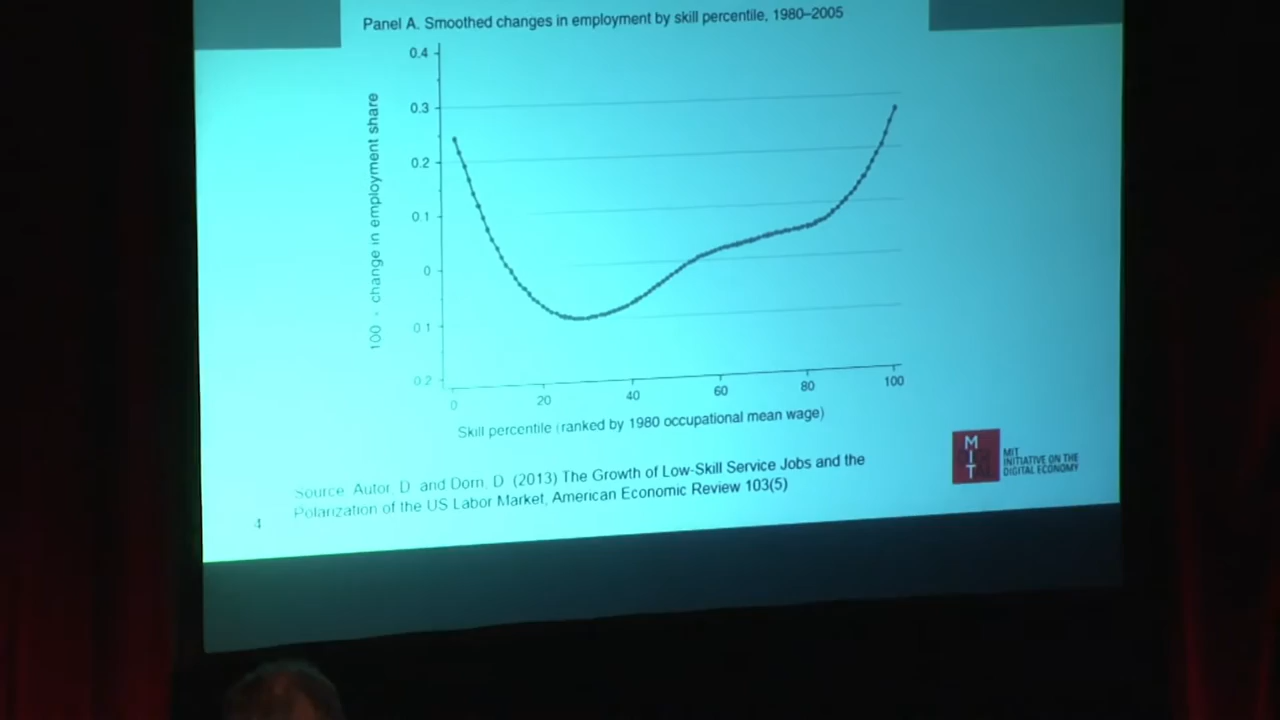 Panel A. Smoothed changes in employment by skill percentile, 1980–2005
0.4
0.3
0.2
0.1
0
0 1
0.2
100 × change in employment share
0
20
40
60
80
100
Skill percentile (ranked by 1980 occupational mean wage)
Source Autor, D and Dorn, D (2013) The Growth of Low-Skill Service Jobs and the
Polarization of the US Labor Market, American Economic Review 103(5)
4
M
I
T
MIT
INITIATIVE ON THE
DIGITAL ECONOMY